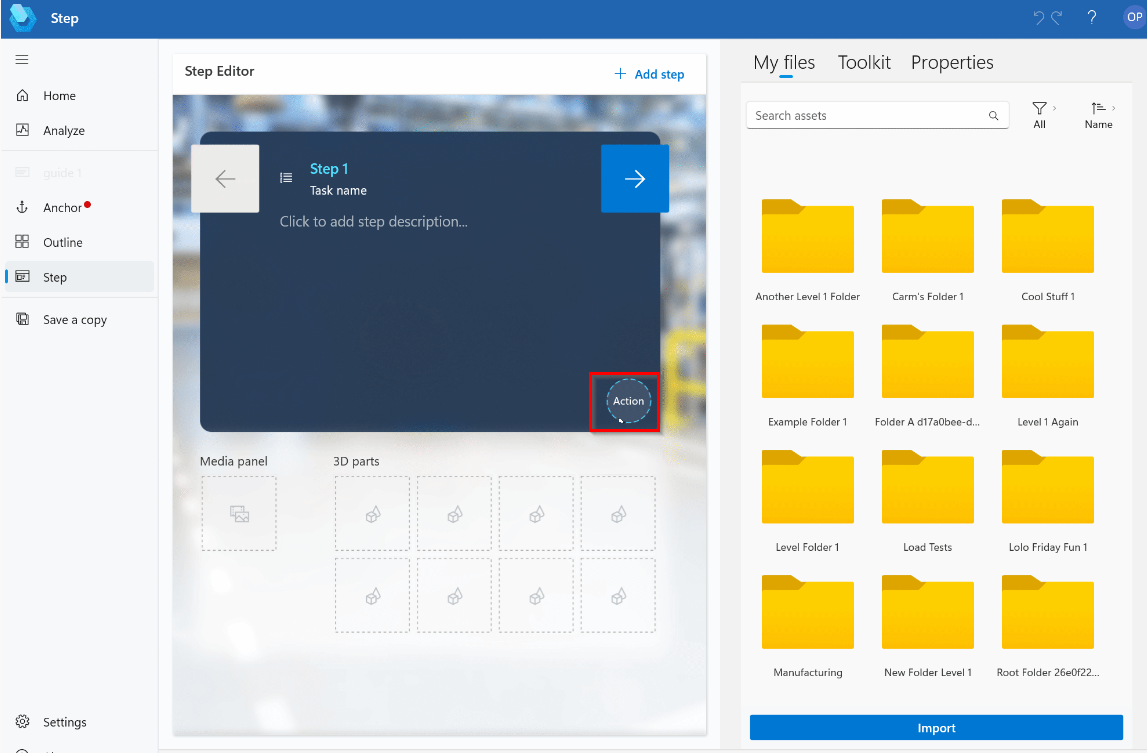 Step
?
OP
Home
Analyze
guide 1
Anchor
Outline
Step
Save a copy
Settings
Step Editor
+ Add step
Step 1
Task name
Click to add step description...
Action
Media panel
3D parts
My files Toolkit Properties
Search assets
All
Name
Another Level 1 Folder
Carm's Folder 1
Cool Stuff 1
Example Folder 1
Folder A d17a0bee-d...
Level 1 Again
Level Folder 1
Load Tests
Lolo Friday Fun 1
Manufacturing
New Folder Level 1
Root Folder 26e0f22...
Import